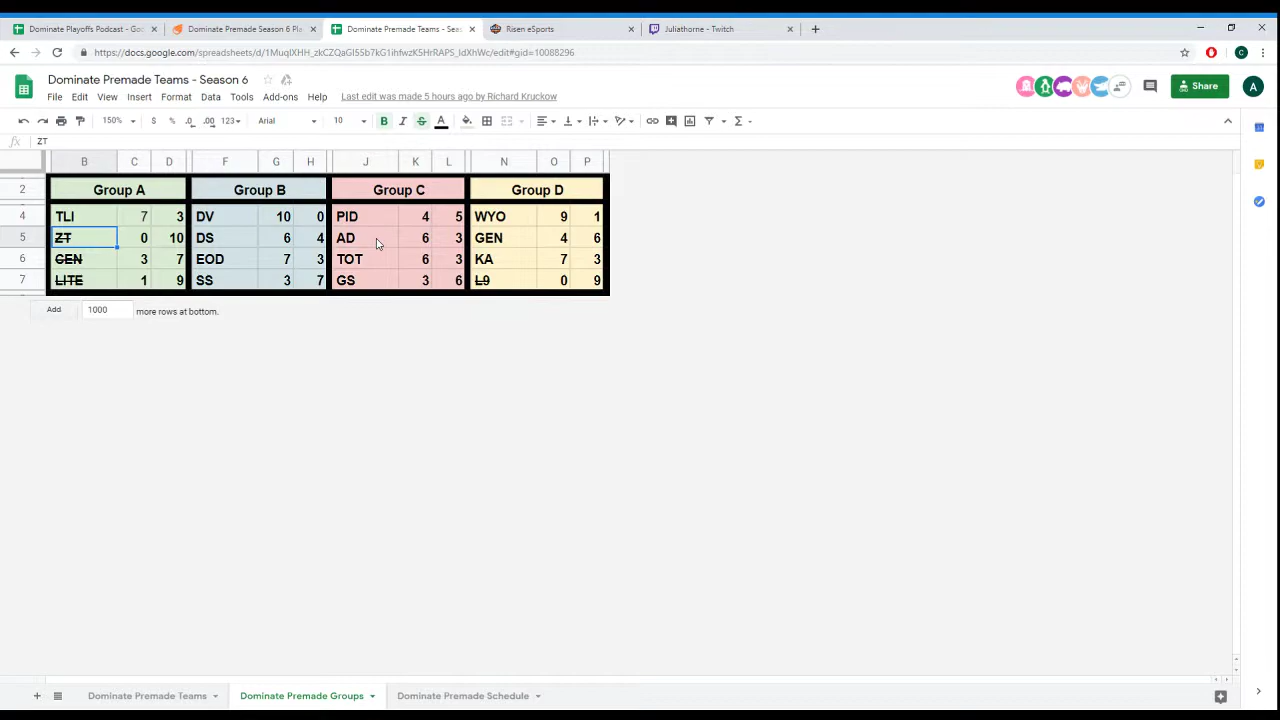 Dominate Playoffs Podcast - Goo
Dominate Premade Season 6 Pl
Dominate Premade Teams - Seas
Risen eSports
Juliathorne - Twitch
https://docs.google.com/spreadsheets/d/1MuqIXHH_zkCZQaGl55b7kG1ihfwzK5HrRAPS_ldXhWc/edit#gid=10088296
Dominate Premade Teams - Season 6
File Edit View Insert Format Data Tools Add-ons Help Last edit was made 5 hours ago by Richard Kruckow
Share
A
150% $ % .0 .00 123 Arial 10 B I S A
fx ZT
B C D F G H J K L N O P
2 Group A Group B Group C Group D
4 TLI 7 3 DV 10 0 PID 4 5 WYO 9 1
5 ZT 0 10 DS 6 4 AD 6 3 GEN 4 6
6 CEN 3 7 EOD 7 3 TOT 6 3 KA 7 3
7 LITE 1 9 SS 3 7 GS 3 6 L9 0 9
Add 1000 more rows at bottom.
Dominate Premade Teams Dominate Premade Groups Dominate Premade Schedule